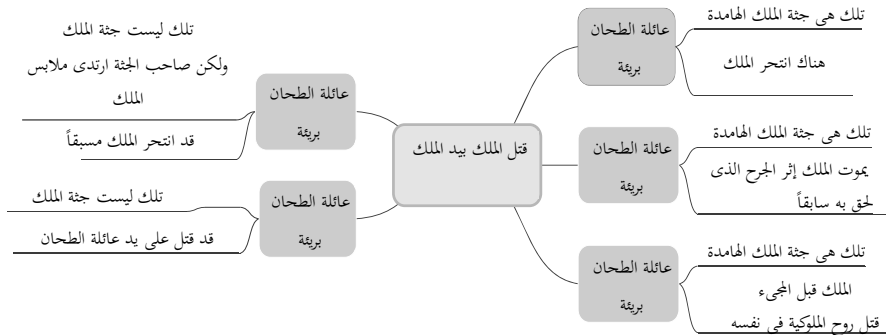 قتل الملك بيد الملك
عائلة الطحان
بريئة
تلك هى جثة الملك الهامدة
هناك انتحر الملك
عائلة الطحان
بريئة
تلك هى جثة الملك الهامدة
يموت الملك إثر الجرح الذى
لحق به سابقاً
عائلة الطحان
بريئة
تلك هى جثة الملك الهامدة
الملك قبل المجىء
قتل روح الملوكية فى نفسه
عائلة الطحان
بريئة
تلك ليست جثة الملك
ولكن صاحب الجثة ارتدى ملابس
الملك
قد انتحر الملك مسبقاً
عائلة الطحان
بريئة
تلك ليست جثة الملك
قد قتل على يد عائلة الطحان